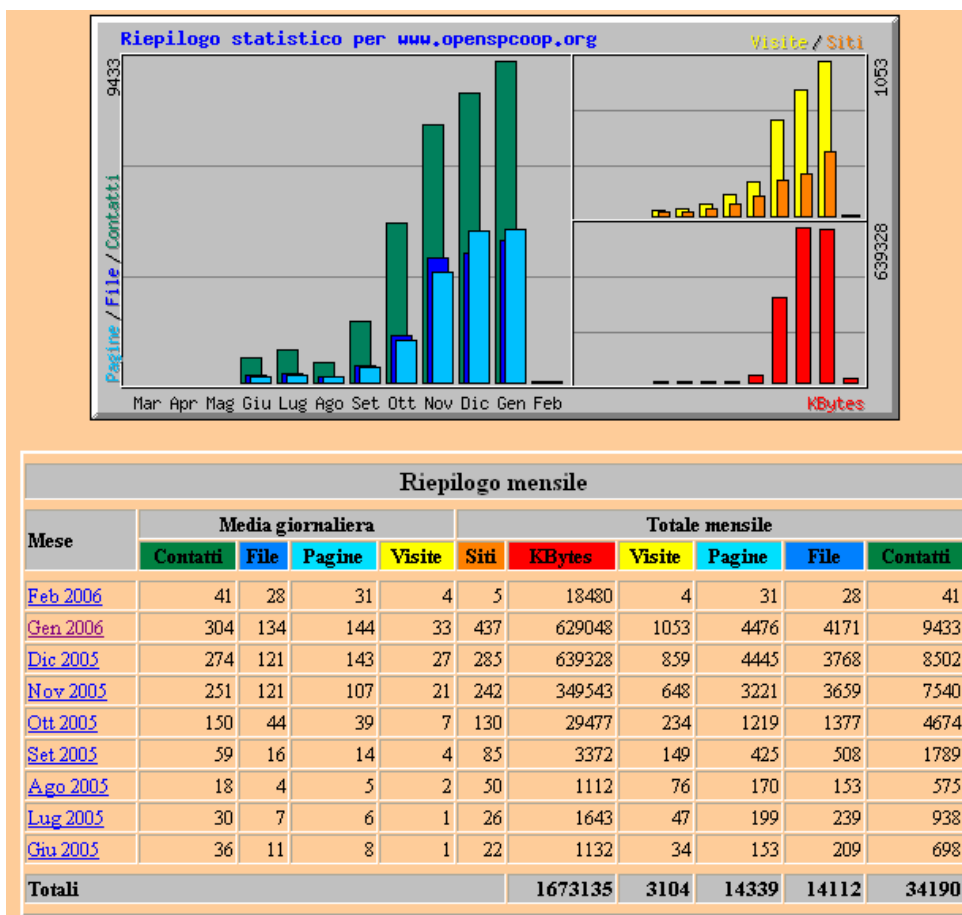 Riepilogo statistico per www.openspcoop.org
Visite / Siti
9433
1053
Pagine / File / Contatti
639328
Mar Apr Mag Giu Lug Ago Set Ott Nov Dic Gen Feb
KBytes
Riepilogo mensile
Mese Media giornaliera Totale mensile
Contatti File Pagine Visite Siti KBytes Visite Pagine File Contatti
Feb 2006 41 28 31 4 5 18480 4 31 28 41
Gen 2006 304 134 144 33 437 629048 1053 4476 4171 9433
Dic 2005 274 121 143 27 285 639328 859 4445 3768 8502
Nov 2005 251 121 107 21 242 349543 648 3221 3659 7540
Ott 2005 150 44 39 7 130 29477 234 1219 1377 4674
Set 2005 59 16 14 4 85 3372 149 425 508 1789
Ago 2005 18 4 5 2 50 1112 76 170 153 575
Lug 2005 30 7 6 1 26 1643 47 199 239 938
Giu 2005 36 11 8 1 22 1132 34 153 209 698
Totali 1673135 3104 14339 14112 34190